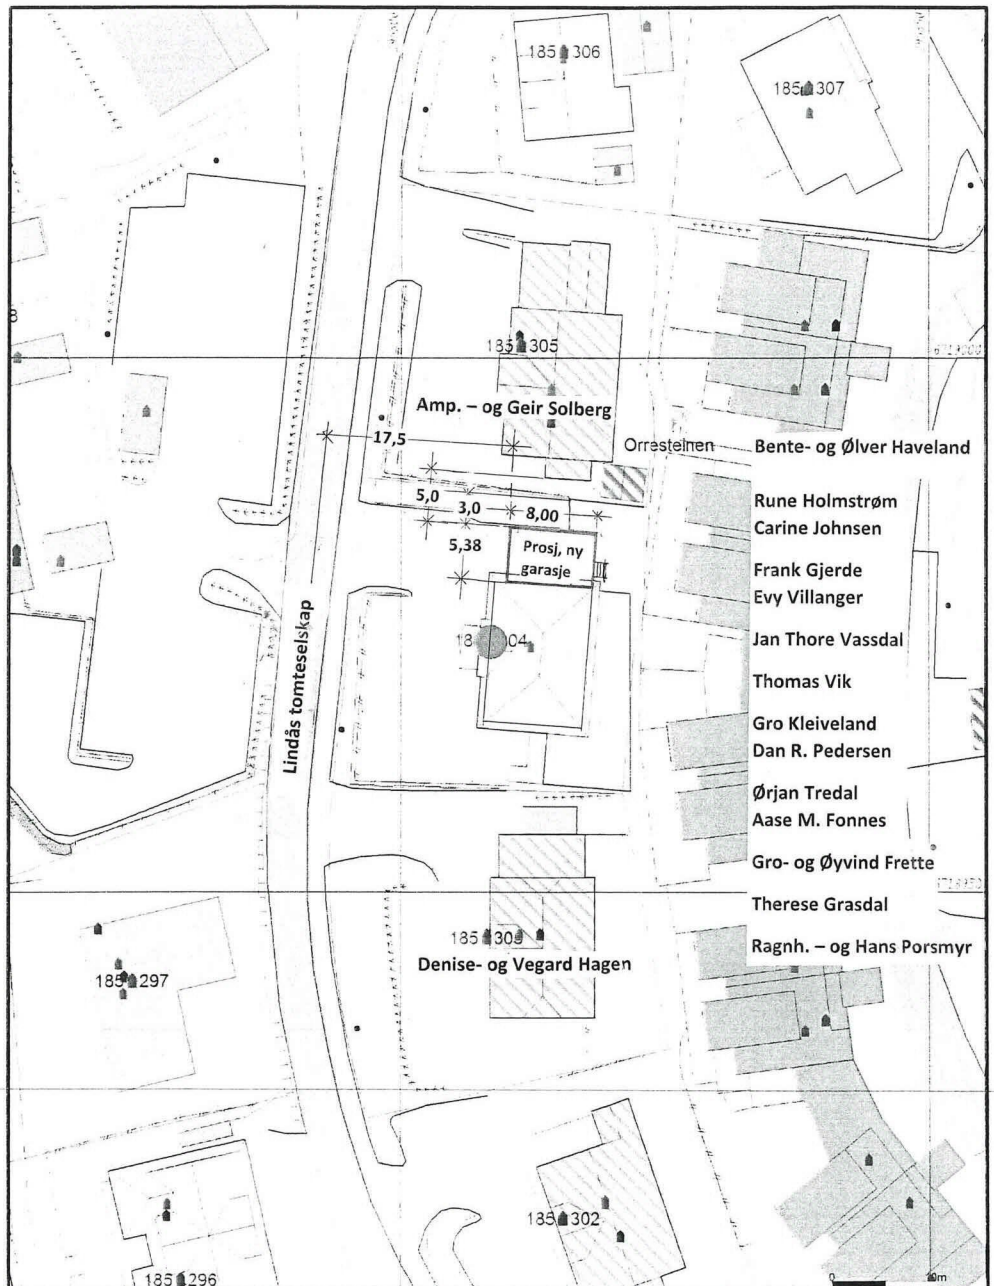 185 306
185 307
8
185 305
6719000
Amp. – og Geir Solberg
17,5
Orresteinen
Bente- og Ølver Haveland
5,0
3,0
8,00
Rune Holmstrøm
Carine Johnsen
5,38
Prosj, ny
garasje
Frank Gjerde
Evy Villanger
Lindås tomteselskap
Jan Thore Vassdal
Thomas Vik
Gro Kleiveland
Dan R. Pedersen
Ørjan Tredal
Aase M. Fonnes
Gro- og Øyvind Frette
Therese Grasdal
Ragnh. – og Hans Porsmyr
Denise- og Vegard Hagen
185 297
185 302
185 296
0